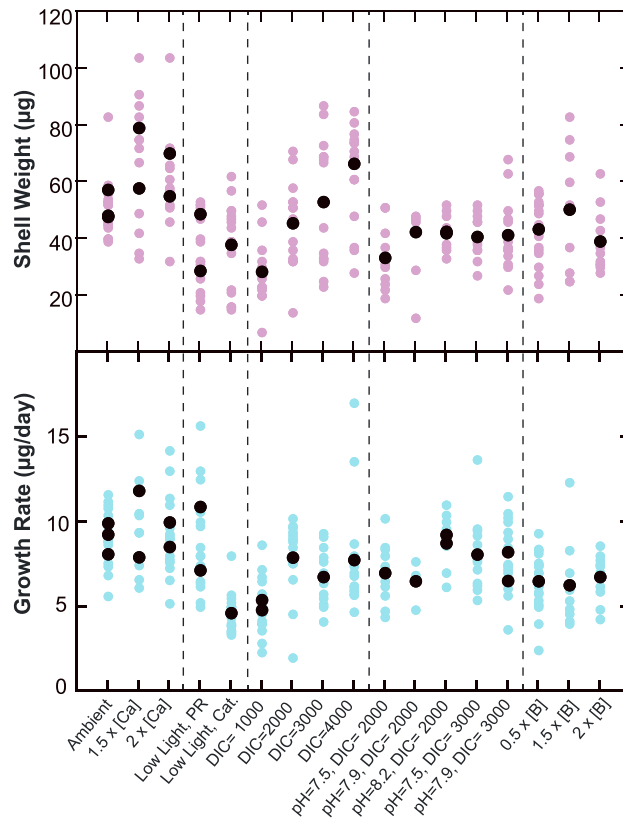 120
100
80
60
40
20
Shell Weight (µg)
15
10
5
0
Growth Rate (µg/day)
Ambient
1.5 x [Ca]
2 x [Ca]
Low Light, PR
Low Light, Cat.
DIC= 1000
DIC=2000
DIC=3000
DIC=4000
pH=7.5, DIC= 2000
pH=7.9, DIC= 2000
pH=8.2, DIC= 2000
pH=7.5, DIC= 3000
pH=7.9, DIC= 3000
0.5 x [B]
1.5 x [B]
2 x [B]